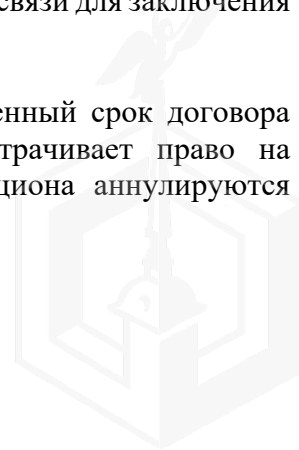 связи для заключения
енный срок договора
трачивает право на
циона аннулируются